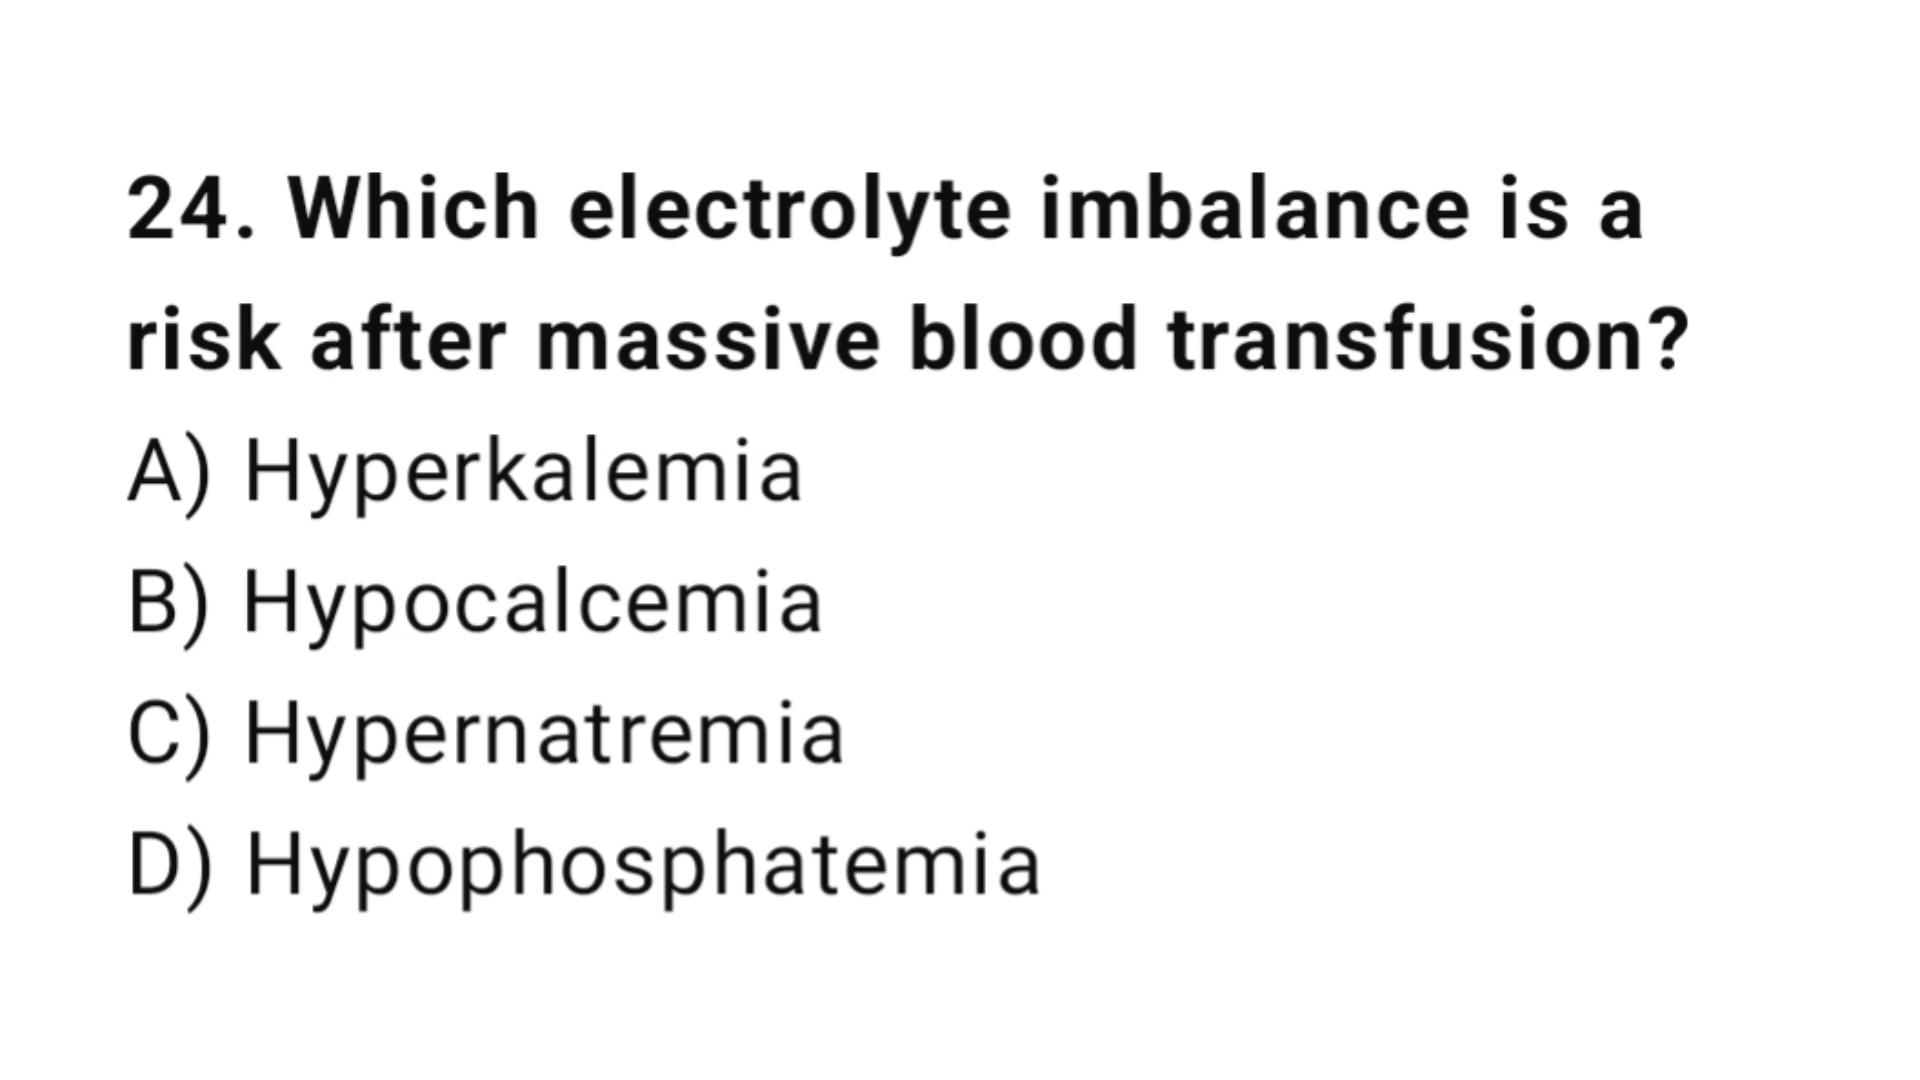 24. Which electrolyte imbalance is a
risk after massive blood transfusion?
A) Hyperkalemia
B) Hypocalcemia
C) Hypernatremia
D) Hypophosphatemia